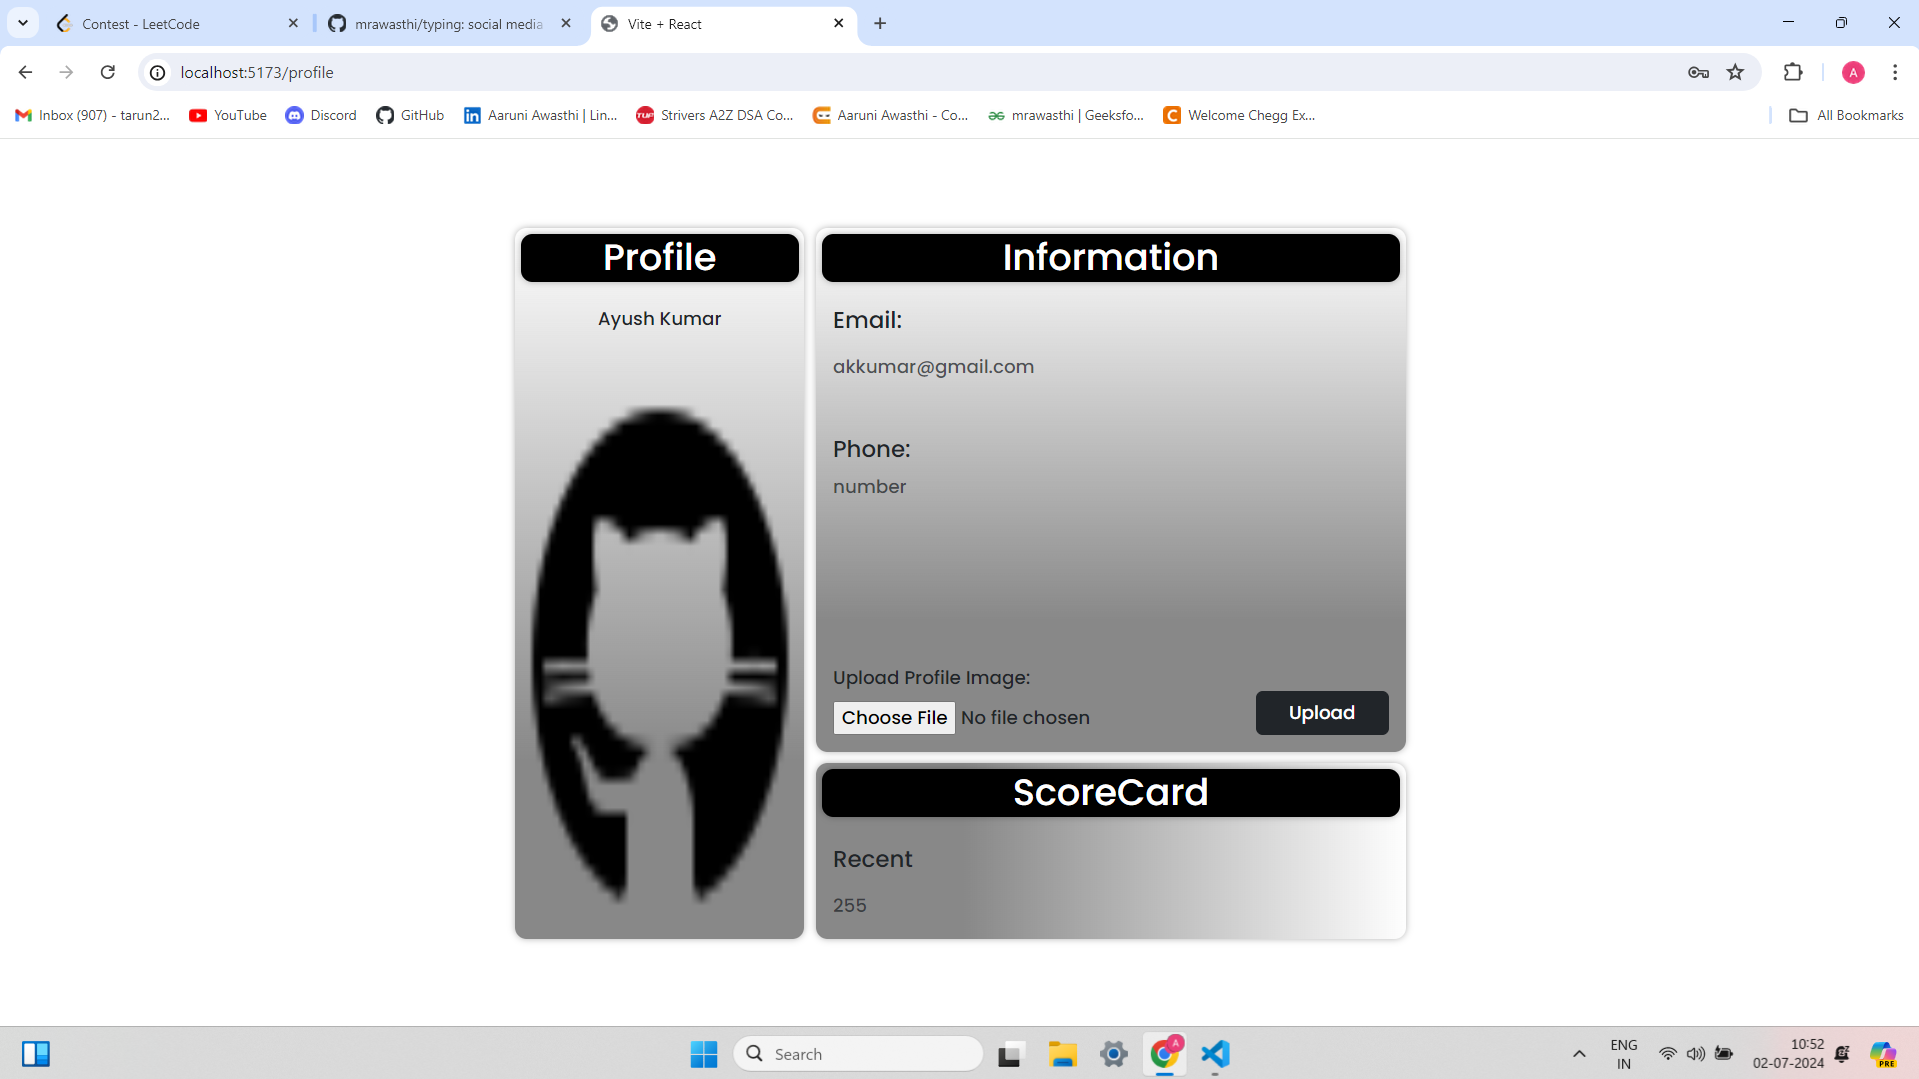 Contest - LeetCode
mrawasthi/typing: social media
Vite + React
localhost:5173/profile
A
Inbox (907) - tarun2...
YouTube
Discord
GitHub
Aaruni Awasthi | Lin...
TUF
Strivers A2Z DSA Co...
Aaruni Awasthi - Co...
mrawasthi | Geeksfo...
C
Welcome Chegg Ex...
All Bookmarks
Profile
Ayush Kumar
Information
Email:
akkumar@gmail.com
Phone:
number
Upload Profile Image:
Choose File No file chosen
Upload
ScoreCard
Recent
255
Search
A
ENG
IN
10:52
02-07-2024
PRE